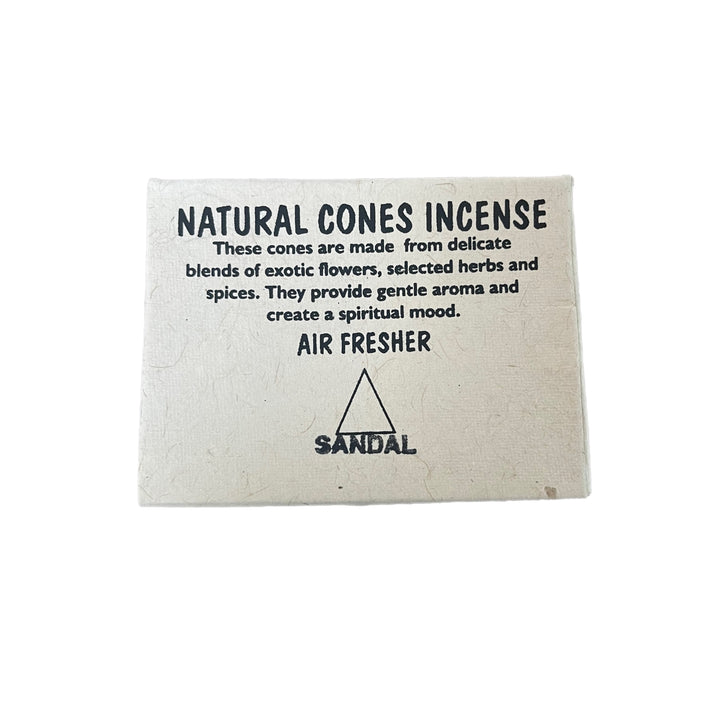 NATURAL CONES INCENSE
These cones are made from delicate
blends of exotic flowers, selected herbs and
spices. They provide gentle aroma and
create a spiritual mood.
AIR FRESHER
SANDAL